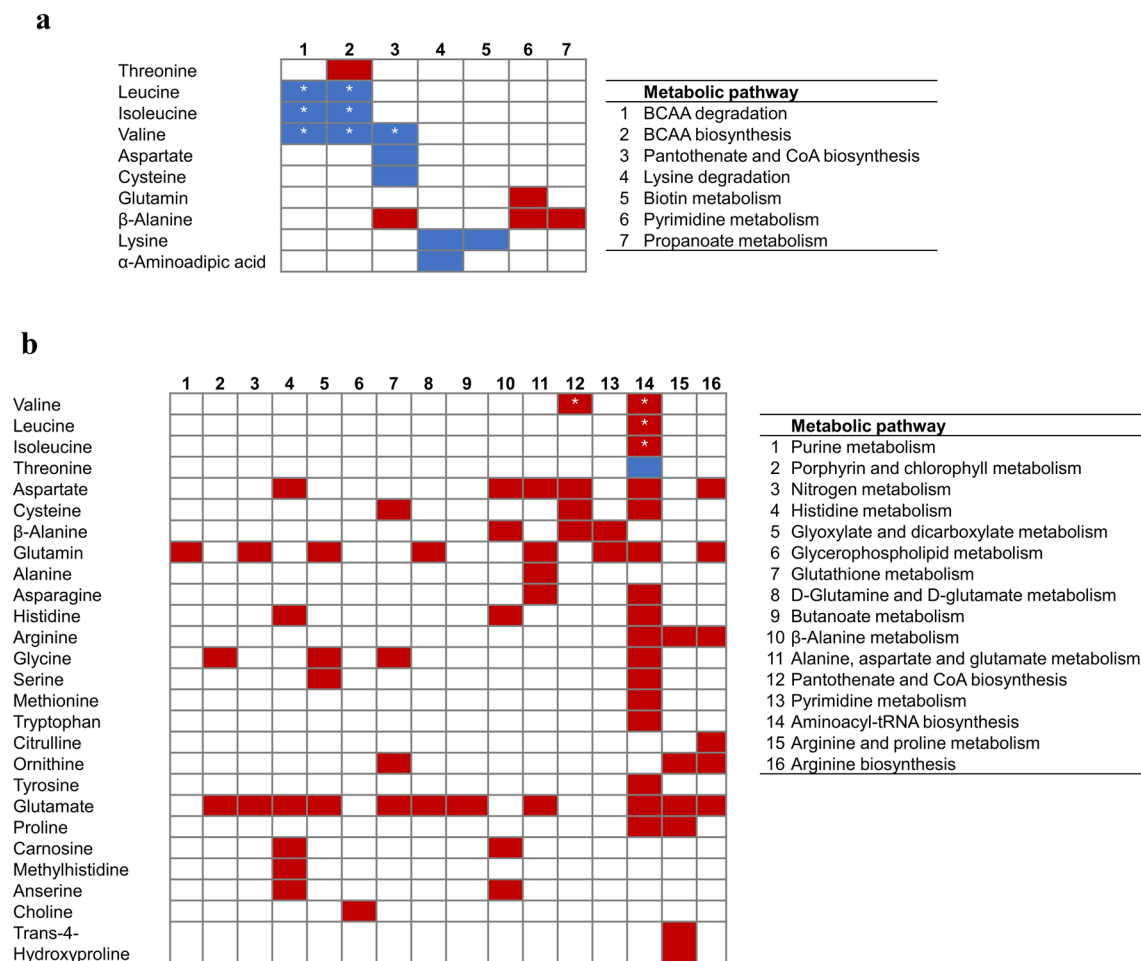 a
1 2 3 4 5 6 7
Threonine
Leucine * *
Isoleucine * *
Valine * * *
Aspartate
Cysteine
Glutamin
β-Alanine
Lysine
α-Aminoadipic acid
Metabolic pathway
1 BCAA degradation
2 BCAA biosynthesis
3 Pantothenate and CoA biosynthesis
4 Lysine degradation
5 Biotin metabolism
6 Pyrimidine metabolism
7 Propanoate metabolism
b
1 2 3 4 5 6 7 8 9 10 11 12 13 14 15 16
Valine * *
Leucine *
Isoleucine *
Threonine
Aspartate
Cysteine
β-Alanine
Glutamin
Alanine
Asparagine
Histidine
Arginine
Glycine
Serine
Methionine
Tryptophan
Citrulline
Ornithine
Tyrosine
Glutamate
Proline
Carnosine
Methylhistidine
Anserine
Choline
Trans-4-
Hydroxyproline
Metabolic pathway
1 Purine metabolism
2 Porphyrin and chlorophyll metabolism
3 Nitrogen metabolism
4 Histidine metabolism
5 Glyoxylate and dicarboxylate metabolism
6 Glycerophospholipid metabolism
7 Glutathione metabolism
8 D-Glutamine and D-glutamate metabolism
9 Butanoate metabolism
10 β-Alanine metabolism
11 Alanine, aspartate and glutamate metabolism
12 Pantothenate and CoA biosynthesis
13 Pyrimidine metabolism
14 Aminoacyl-tRNA biosynthesis
15 Arginine and proline metabolism
16 Arginine biosynthesis